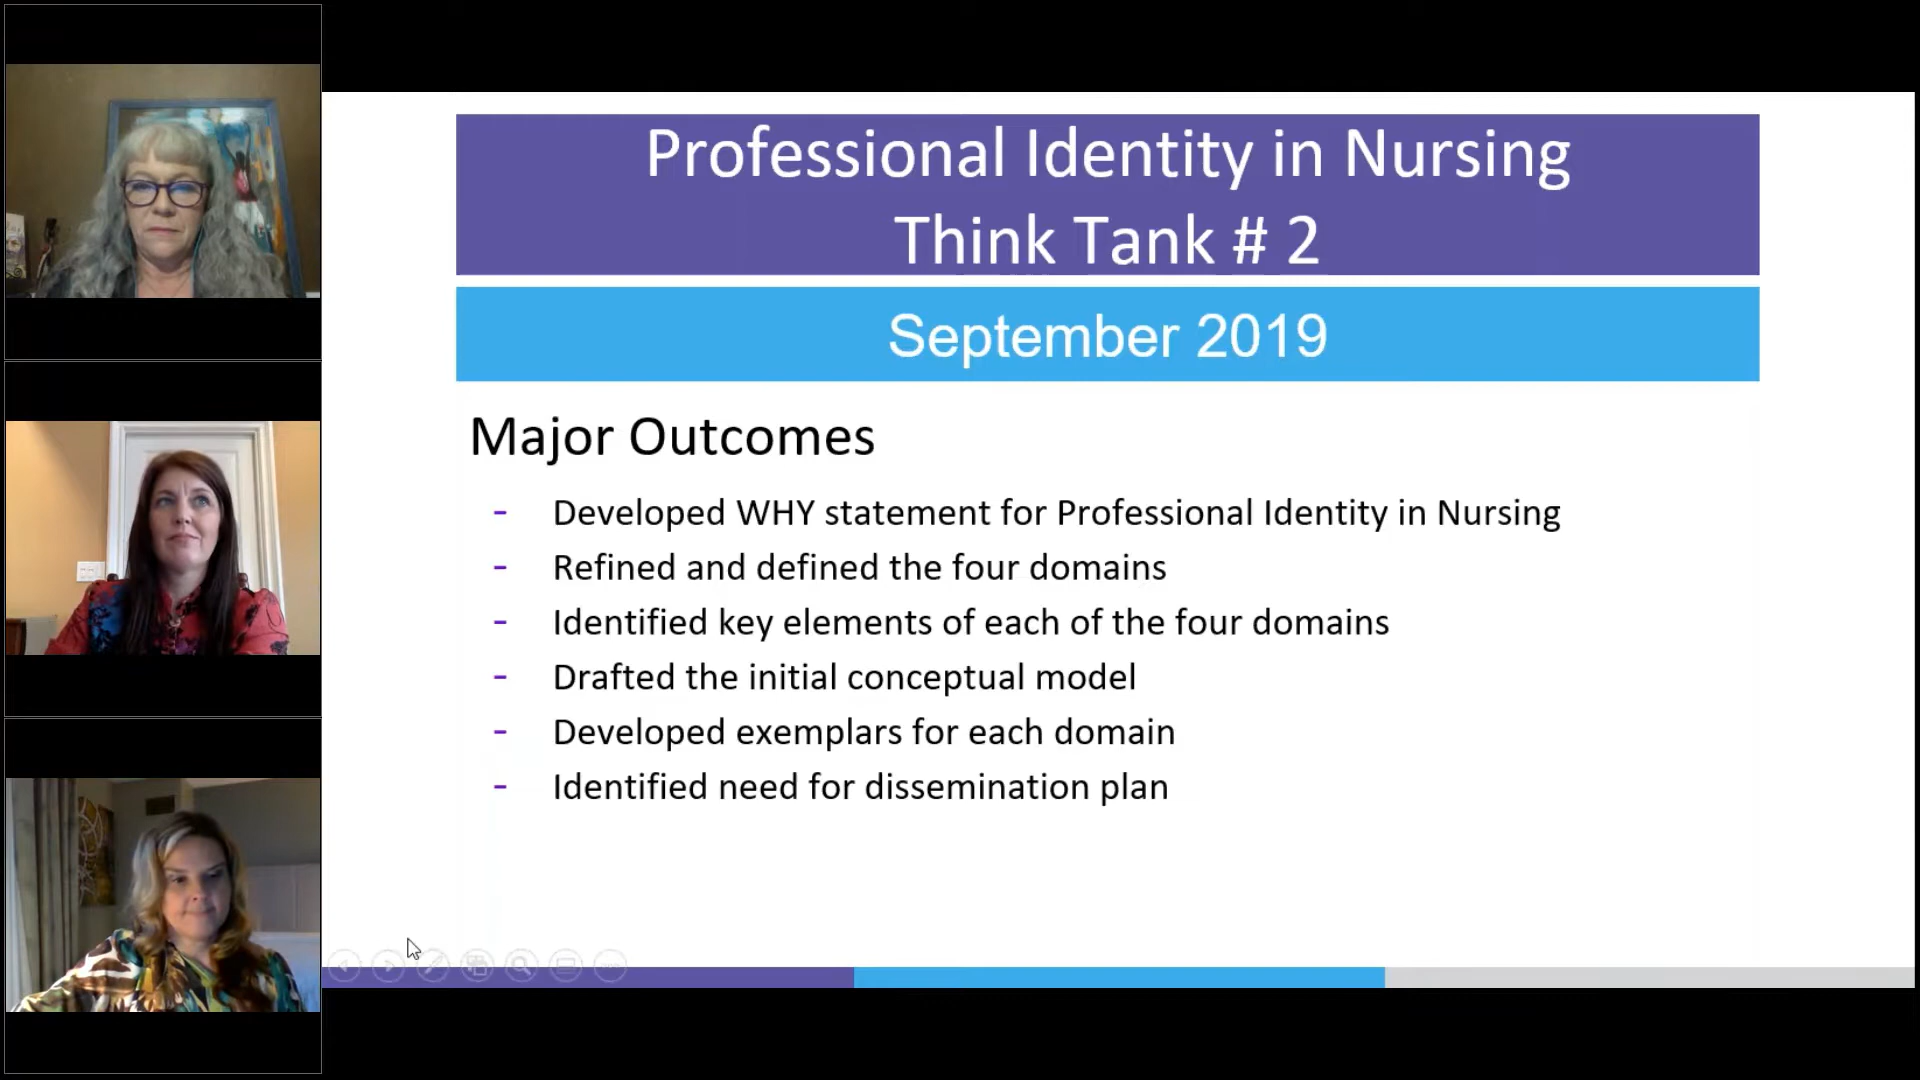 Professional Identity in Nursing
Think Tank # 2
September 2019
Major Outcomes
- Developed WHY statement for Professional Identity in Nursing
- Refined and defined the four domains
- Identified key elements of each of the four domains
- Drafted the initial conceptual model
- Developed exemplars for each domain
- Identified need for dissemination plan